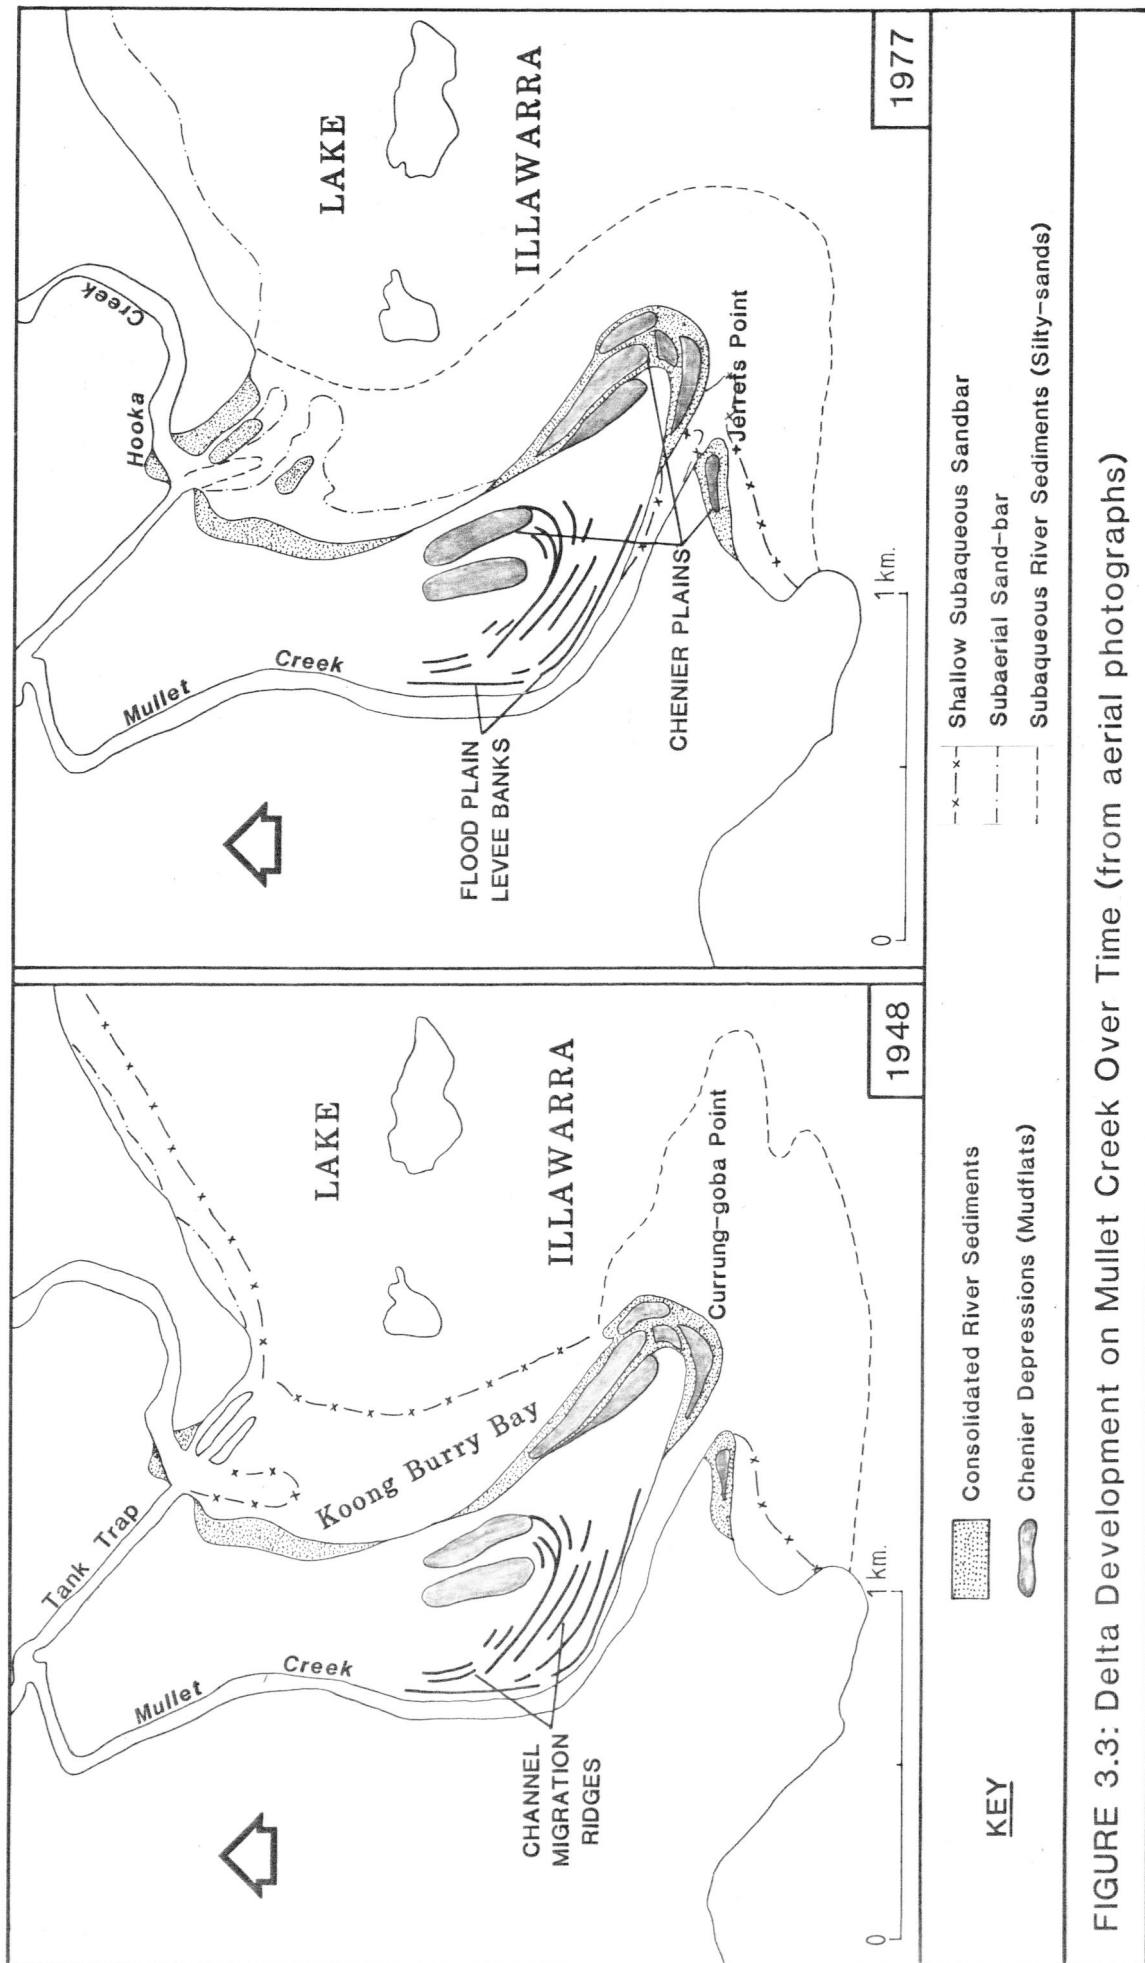 Tank Trap
Mullet
Creek
Koong Burry Bay
LAKE
ILLAWARRA
Currung-goba Point
CHANNEL
MIGRATION
RIDGES
0
1 km.
1948
Hooka
Creek
Mullet
Creek
LAKE
ILLAWARRA
Jerrets Point
FLOOD PLAIN
LEVEE BANKS
CHENIER PLAINS
0
1 km.
1977
KEY
Consolidated River Sediments
Chenier Depressions (Mudflats)
Shallow Subaqueous Sandbar
Subaerial Sand-bar
Subaqueous River Sediments (Silty-sands)
FIGURE 3.3: Delta Development on Mullet Creek Over Time (from aerial photographs)